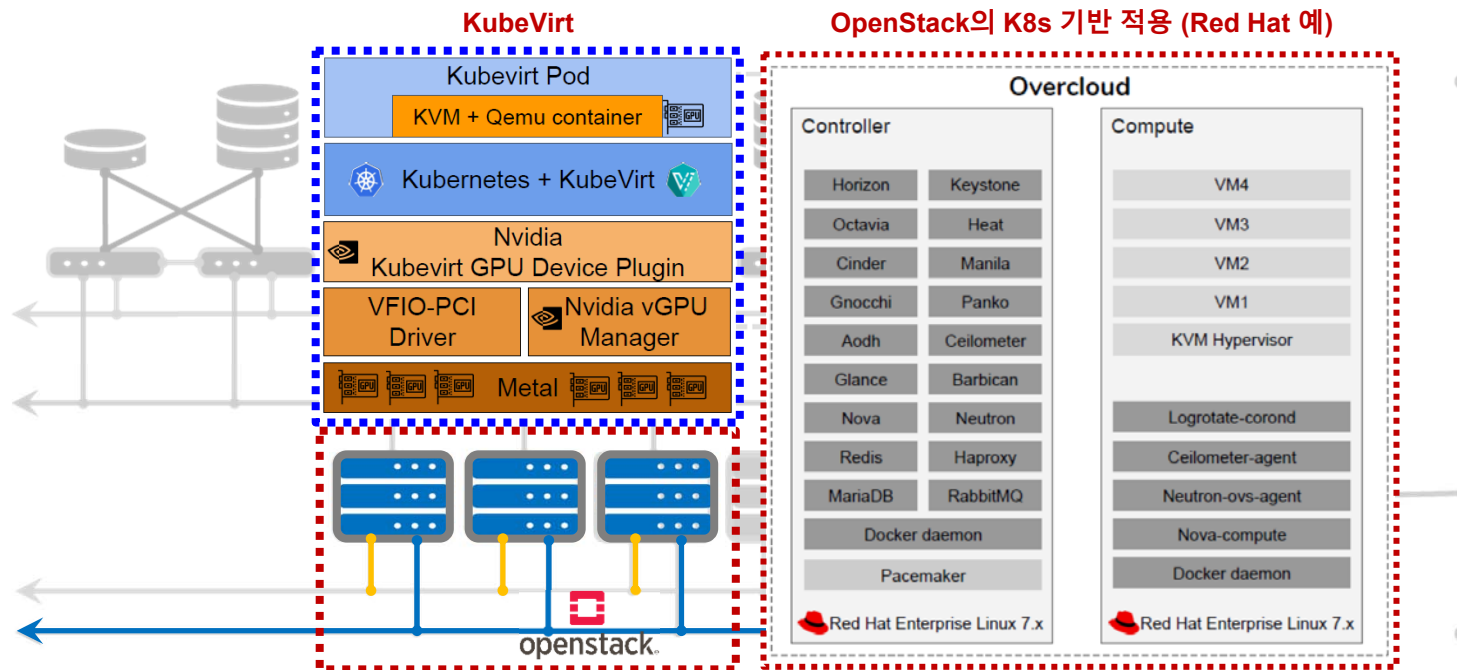 KubeVirt
Kubevirt Pod
KVM + Qemu container
GPU
Kubernetes + KubeVirt
Nvidia
Kubevirt GPU Device Plugin
VFIO-PCI
Driver
Nvidia vGPU
Manager
GPU
GPU
GPU
Metal
GPU
GPU
GPU
openstack.
OpenStack의 K8s 기반 적용 (Red Hat 예)
Overcloud
Controller
Horizon
Keystone
Octavia
Heat
Cinder
Manila
Gnocchi
Panko
Aodh
Ceilometer
Glance
Barbican
Nova
Neutron
Redis
Haproxy
MariaDB
RabbitMQ
Docker daemon
Pacemaker
Red Hat Enterprise Linux 7.x
Compute
VM4
VM3
VM2
VM1
KVM Hypervisor
Logrotate-corond
Ceilometer-agent
Neutron-ovs-agent
Nova-compute
Docker daemon
Red Hat Enterprise Linux 7.x